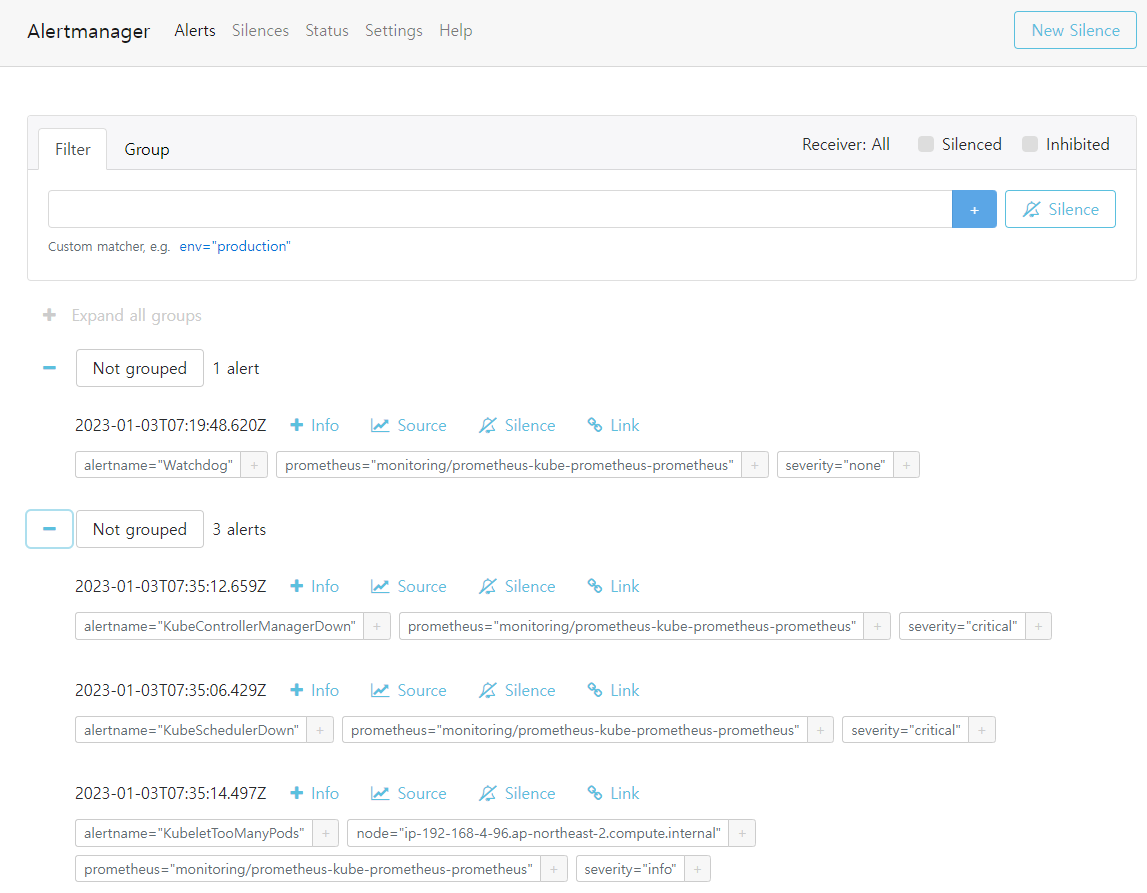 Alertmanager Alerts Silences Status Settings Help New Silence
Filter Group Receiver: All Silenced Inhibited
+ Silence
Custom matcher, e.g. env="production"
+ Expand all groups
− Not grouped 1 alert
2023-01-03T07:19:48.620Z + Info Source Silence Link
alertname="Watchdog" + prometheus="monitoring/prometheus-kube-prometheus-prometheus" + severity="none" +
− Not grouped 3 alerts
2023-01-03T07:35:12.659Z + Info Source Silence Link
alertname="KubeControllerManagerDown" + prometheus="monitoring/prometheus-kube-prometheus-prometheus" + severity="critical" +
2023-01-03T07:35:06.429Z + Info Source Silence Link
alertname="KubeSchedulerDown" + prometheus="monitoring/prometheus-kube-prometheus-prometheus" + severity="critical" +
2023-01-03T07:35:14.497Z + Info Source Silence Link
alertname="KubeletTooManyPods" + node="ip-192-168-4-96.ap-northeast-2.compute.internal" +
prometheus="monitoring/prometheus-kube-prometheus-prometheus" + severity="info" +